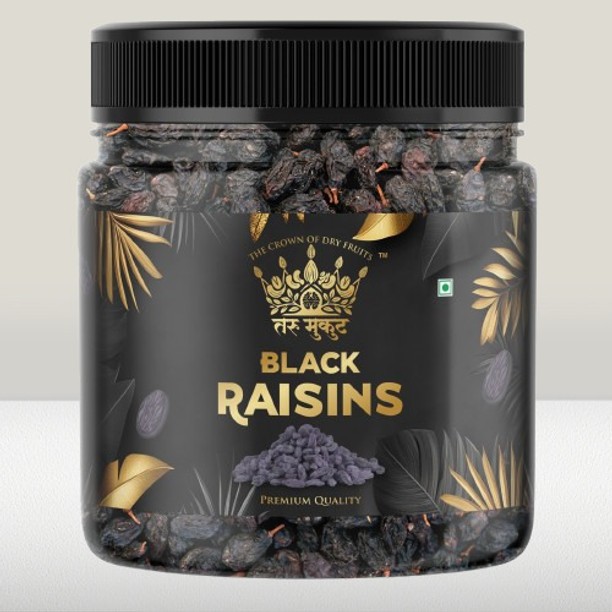 THE CROWN OF DRY FRUITS ™
तरु मुकुट
BLACK
RAISINS
PREMIUM QUALITY